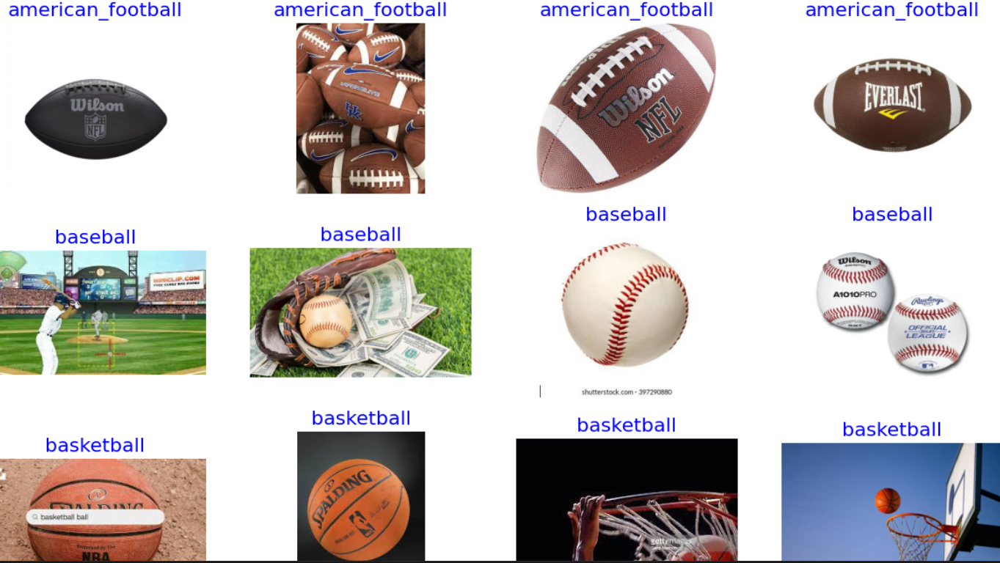 american_football
american_football
american_football
american_football
Wilson
NFL
UK
Wilson
NFL
EVERLAST
baseball
baseball
baseball
baseball
MINICLIP.COM
Wilson
A1010PRO
Rawlings
OFFICIAL
LEAGUE
shutterstock.com · 397290880
basketball
basketball
basketball
basketball
SPALDING
basketball ball
NBA
SPALDING
gettyimages